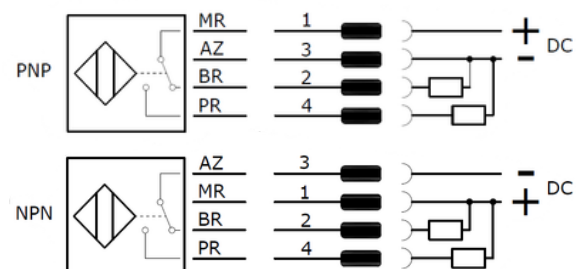 MR 1 +
AZ 3 - DC
PNP BR 2
PR 4
AZ 3 -
MR 1 + DC
NPN BR 2
PR 4